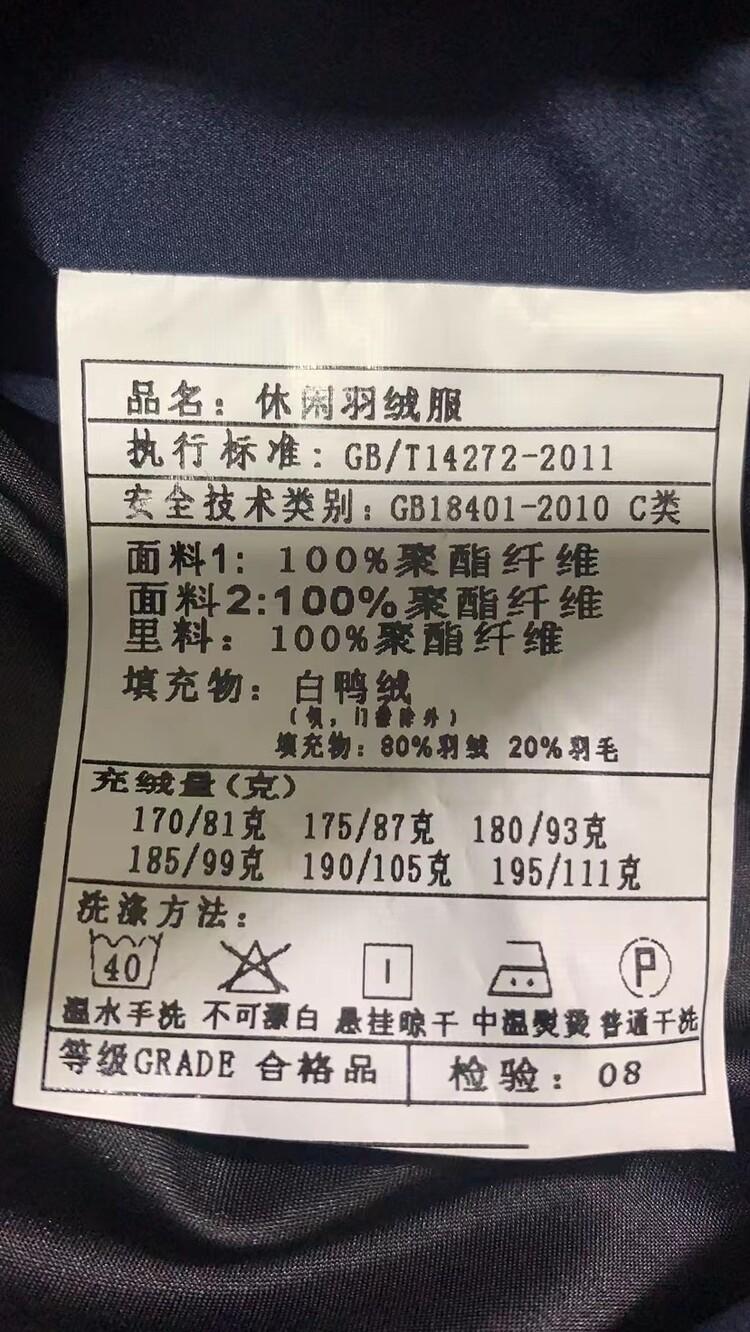 品名：休闲羽绒服
执行标准：GB/T14272-2011
安全技术类别：GB18401-2010 C类
面料1：100%聚酯纤维
面料2:100%聚酯纤维
里料：100%聚酯纤维
填充物：白鸭绒
（领，门襟除外）
填充物：80%羽绒 20%羽毛
充绒量(克)
170/81克 175/87克 180/93克
185/99克 190/105克 195/111克
洗涤方法：
40 P
温水手洗 不可漂白 悬挂晾干 中温熨烫 普通干洗
等级GRADE 合格品 检验：08